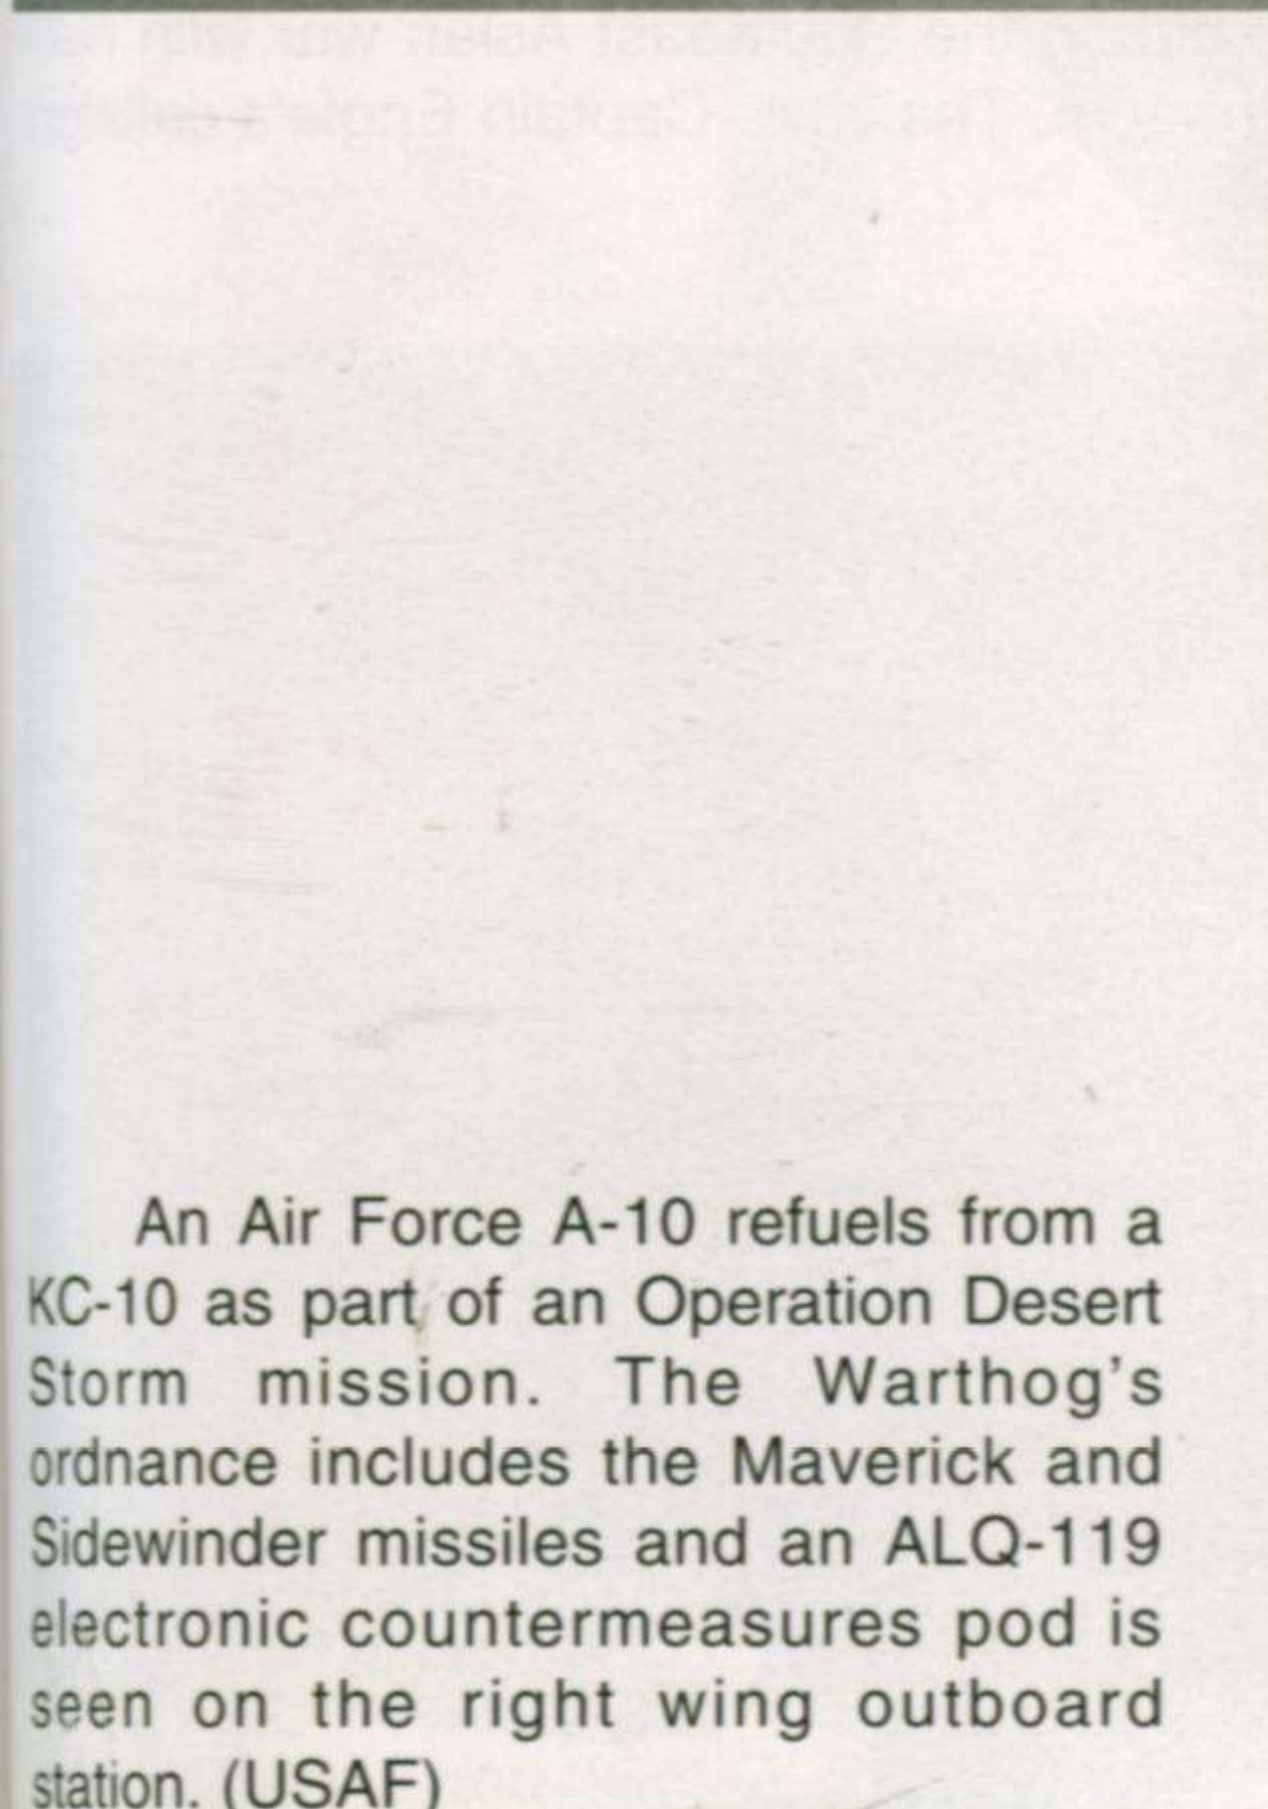 An Air Force A-10 refuels from a
KC-10 as part of an Operation Desert
Storm mission. The Warthog's
ordnance includes the Maverick and
Sidewinder missiles and an ALQ-119
electronic countermeasures pod is
seen on the right wing outboard
station. (USAF)